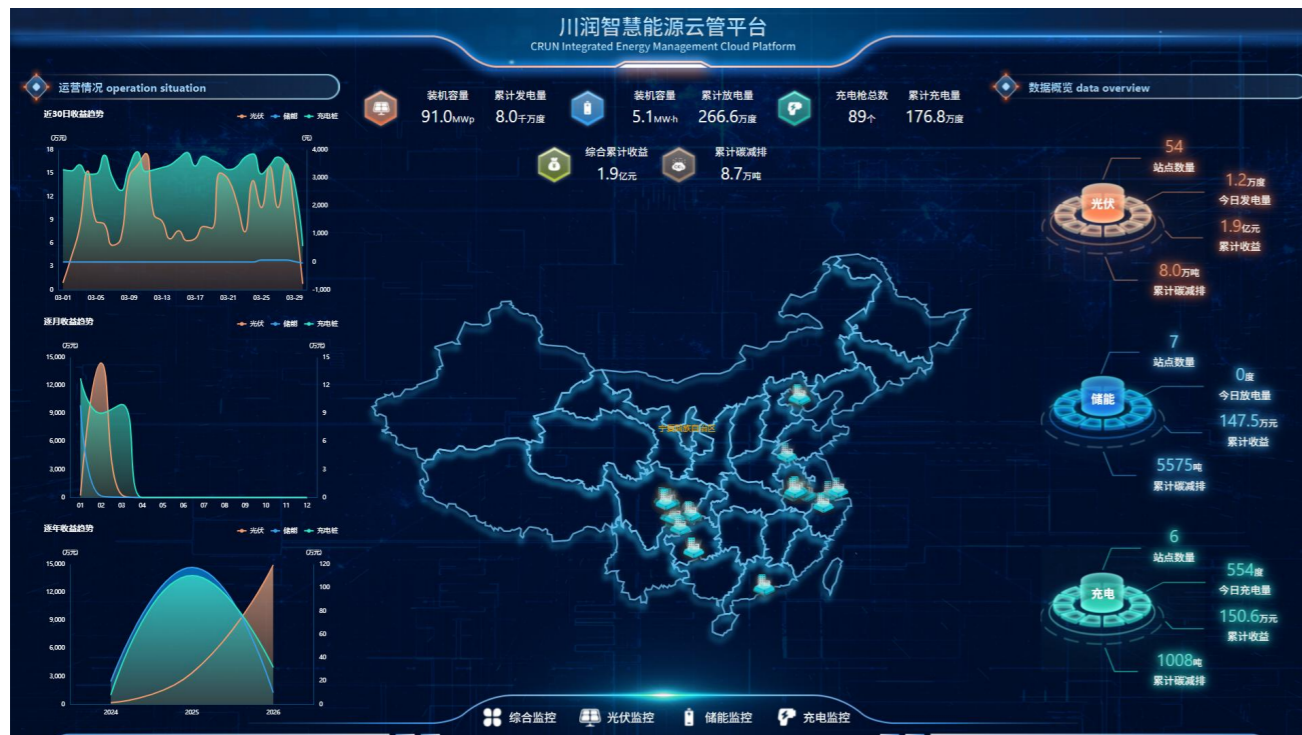 川润智慧能源云管平台
CRUN Integrated Energy Management Cloud Platform
运营情况 operation situation
近30日收益趋势
光伏 储能 充电桩
(万元) (元)
18 4,000
15 3,000
12 2,000
9 1,000
6 0
3 -1,000
0
03-01 03-05 03-09 03-13 03-17 03-21 03-25 03-29
逐月收益趋势
光伏 储能 充电桩
(万元) (万元)
15,000 15
12,000 12
9,000 9
6,000 6
3,000 3
0 0
01 02 03 04 05 06 07 08 09 10 11 12
逐年收益趋势
光伏 储能 充电桩
(万元) (万元)
15,000 120
12,000 100
9,000 80
6,000 60
3,000 40
0 20
0
2024 2025 2026
装机容量 累计发电量
91.0MWp 8.0千万度
装机容量 累计放电量
5.1MW·h 266.6万度
充电枪总数 累计充电量
89个 176.8万度
综合累计收益
1.9亿元
累计碳减排
8.7万吨
宁夏回族自治区
数据概览 data overview
54
站点数量
光伏
1.2万度
今日发电量
1.9亿元
累计收益
8.0万吨
累计碳减排
7
站点数量
储能
0度
今日放电量
147.5万元
累计收益
5575吨
累计碳减排
6
站点数量
充电
554度
今日充电量
150.6万元
累计收益
1008吨
累计碳减排
综合监控 光伏监控 储能监控 充电监控